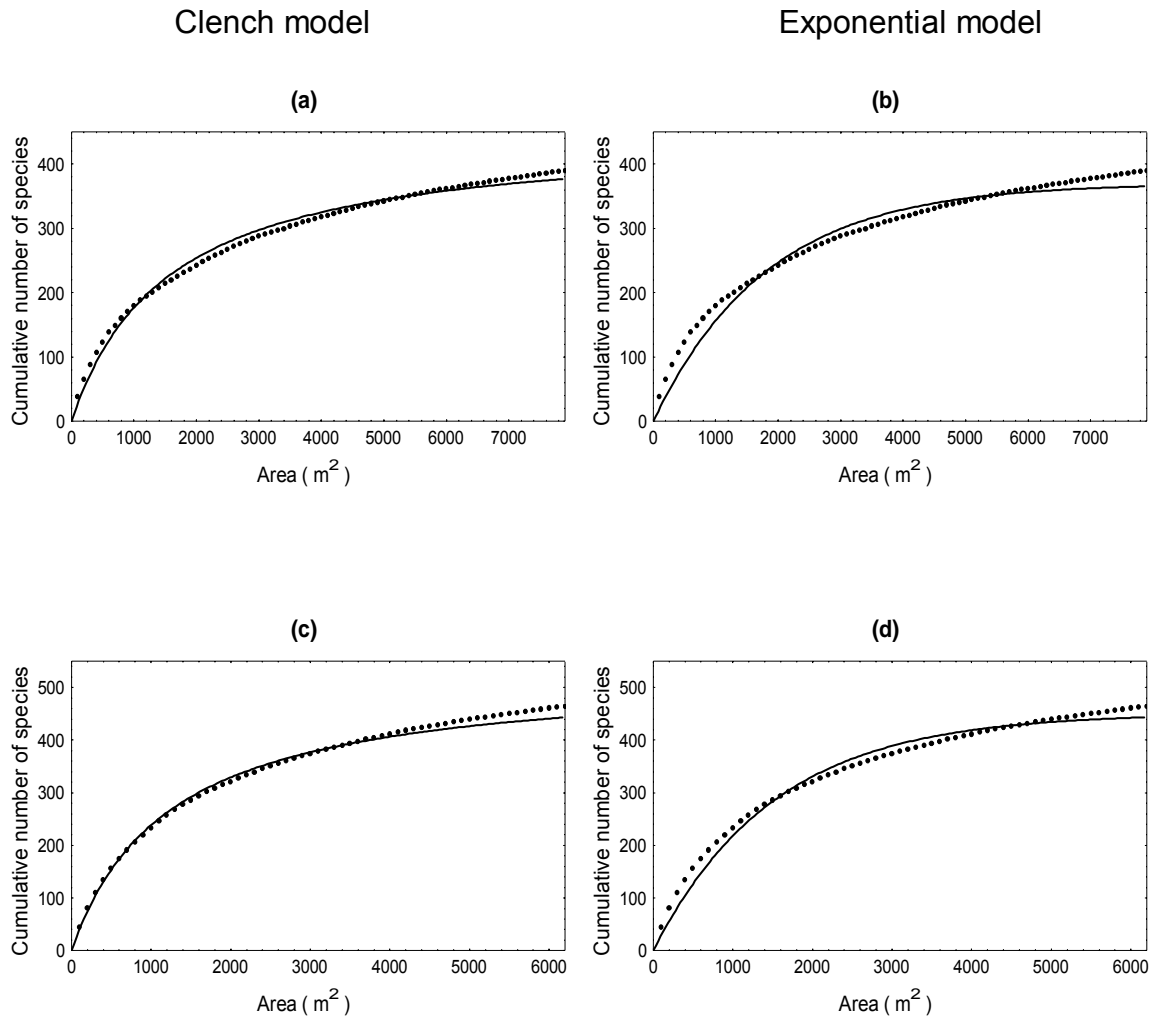 Clench model
Exponential model
(a)
Cumulative number of species
400
300
200
100
0
0 1000 2000 3000 4000 5000 6000 7000
Area ( m² )
(b)
Cumulative number of species
400
300
200
100
0
0 1000 2000 3000 4000 5000 6000 7000
Area ( m² )
(c)
Cumulative number of species
500
400
300
200
100
0
0 1000 2000 3000 4000 5000 6000
Area ( m² )
(d)
Cumulative number of species
500
400
300
200
100
0
0 1000 2000 3000 4000 5000 6000
Area ( m² )